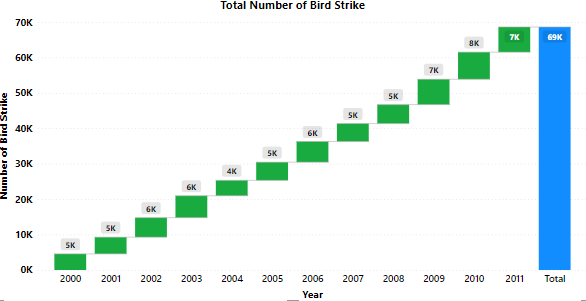 Total Number of Bird Strike
Number of Bird Strike
70K
60K
50K
40K
30K
20K
10K
0K
5K
5K
6K
6K
4K
5K
6K
5K
5K
7K
8K
7K
69K
2000 2001 2002 2003 2004 2005 2006 2007 2008 2009 2010 2011 Total
Year